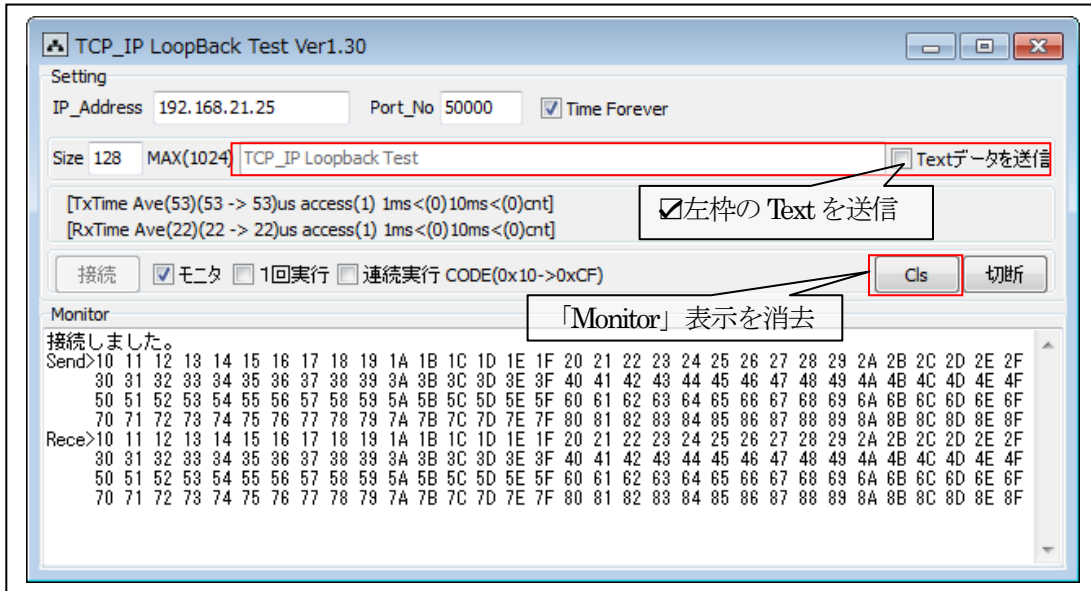 TCP_IP LoopBack Test Ver1.30
Setting
IP_Address 192.168.21.25 Port_No 50000 Time Forever
Size 128 MAX(1024) TCP_IP Loopback Test Textデータを送信
[TxTime Ave(53)(53 -> 53)us access(1) 1ms<(0)10ms<(0)cnt]
[RxTime Ave(22)(22 -> 22)us access(1) 1ms<(0)10ms<(0)cnt]
☑左枠の Text を送信
接続 モニタ 1回実行 連続実行 CODE(0x10->0xCF) Cls 切断
「Monitor」表示を消去
Monitor
接続しました。
Send>10 11 12 13 14 15 16 17 18 19 1A 1B 1C 1D 1E 1F 20 21 22 23 24 25 26 27 28 29 2A 2B 2C 2D 2E 2F
30 31 32 33 34 35 36 37 38 39 3A 3B 3C 3D 3E 3F 40 41 42 43 44 45 46 47 48 49 4A 4B 4C 4D 4E 4F
50 51 52 53 54 55 56 57 58 59 5A 5B 5C 5D 5E 5F 60 61 62 63 64 65 66 67 68 69 6A 6B 6C 6D 6E 6F
70 71 72 73 74 75 76 77 78 79 7A 7B 7C 7D 7E 7F 80 81 82 83 84 85 86 87 88 89 8A 8B 8C 8D 8E 8F
Rece>10 11 12 13 14 15 16 17 18 19 1A 1B 1C 1D 1E 1F 20 21 22 23 24 25 26 27 28 29 2A 2B 2C 2D 2E 2F
30 31 32 33 34 35 36 37 38 39 3A 3B 3C 3D 3E 3F 40 41 42 43 44 45 46 47 48 49 4A 4B 4C 4D 4E 4F
50 51 52 53 54 55 56 57 58 59 5A 5B 5C 5D 5E 5F 60 61 62 63 64 65 66 67 68 69 6A 6B 6C 6D 6E 6F
70 71 72 73 74 75 76 77 78 79 7A 7B 7C 7D 7E 7F 80 81 82 83 84 85 86 87 88 89 8A 8B 8C 8D 8E 8F